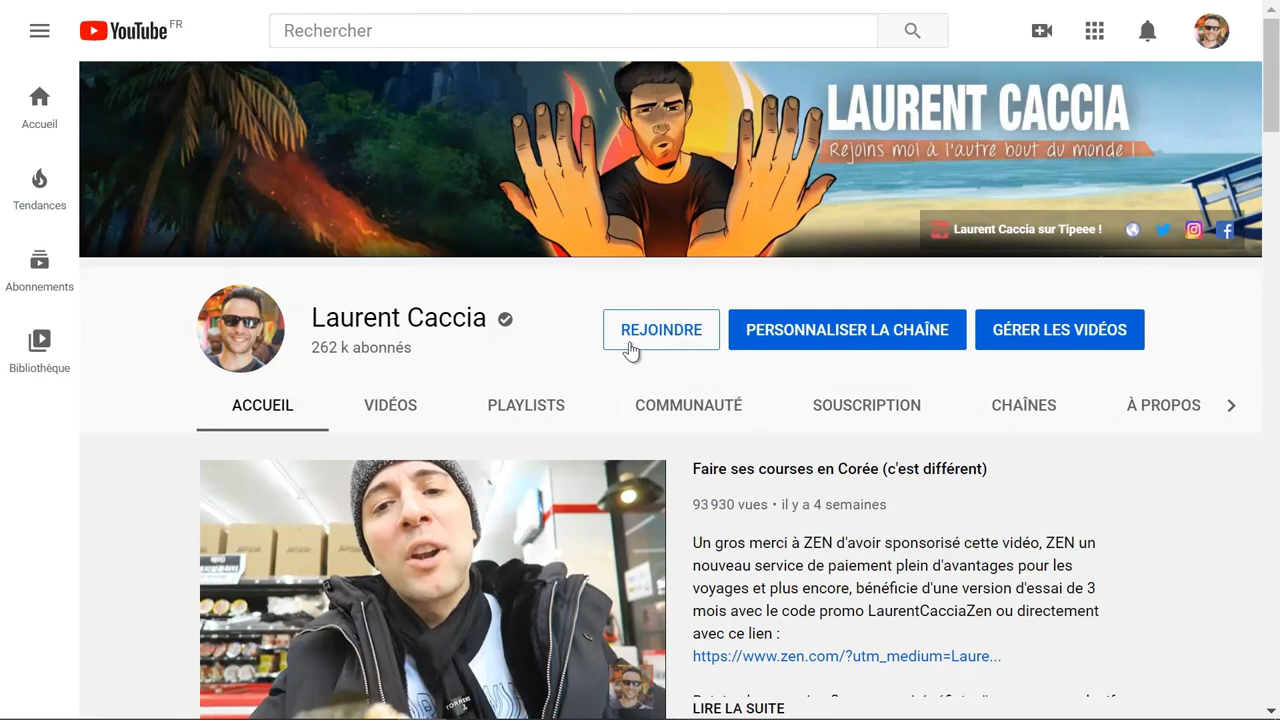 YouTube FR
Rechercher
Accueil
Tendances
Abonnements
Bibliothèque
LAURENT CACCIA
Rejoins moi à l'autre bout du monde !
Laurent Caccia sur Tipeee !
Laurent Caccia
262 k abonnés
REJOINDRE
PERSONNALISER LA CHAÎNE
GÉRER LES VIDÉOS
ACCUEIL
VIDÉOS
PLAYLISTS
COMMUNAUTÉ
SOUSCRIPTION
CHAÎNES
À PROPOS
Faire ses courses en Corée (c'est différent)
93 930 vues • il y a 4 semaines
Un gros merci à ZEN d'avoir sponsorisé cette vidéo, ZEN un
nouveau service de paiement plein d'avantages pour les
voyages et plus encore, bénéficie d'une version d'essai de 3
mois avec le code promo LaurentCacciaZen ou directement
avec ce lien :
https://www.zen.com/?utm_medium=Laure...
LIRE LA SUITE